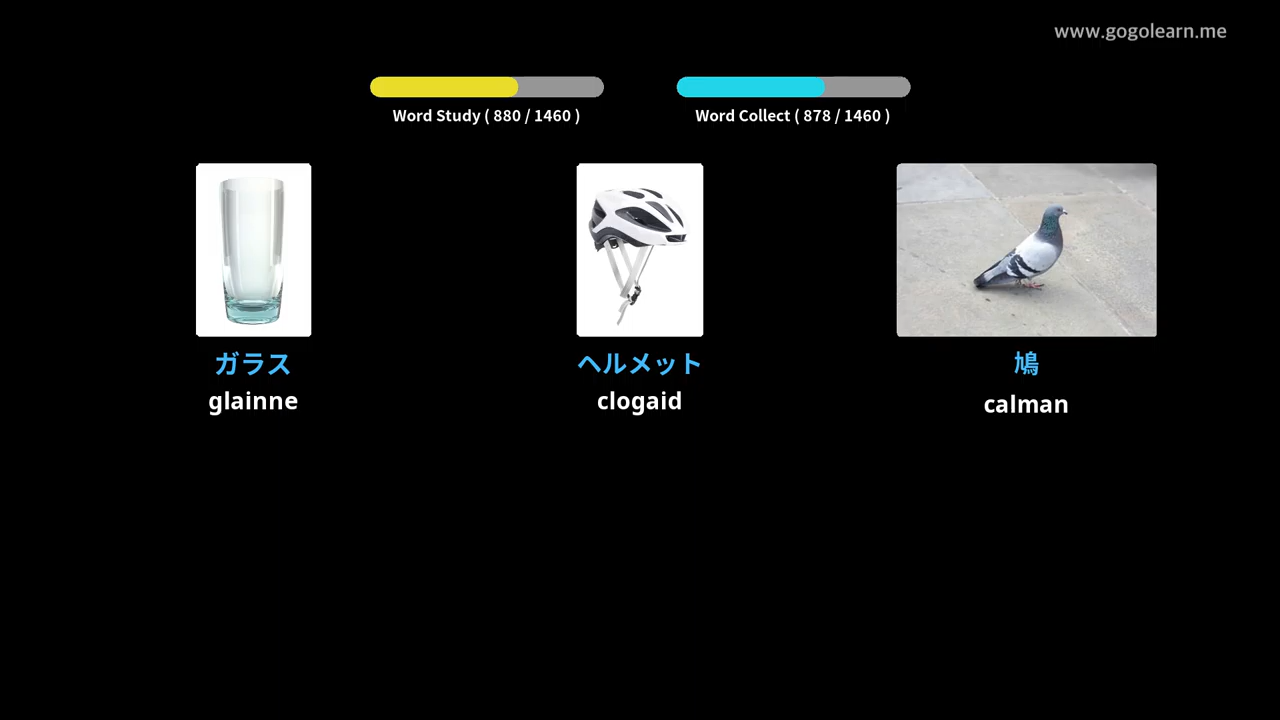 www.gogolearn.me
Word Study ( 880 / 1460 )
Word Collect ( 878 / 1460 )
ガラス
glainne
ヘルメット
clogaid
鳩
calman